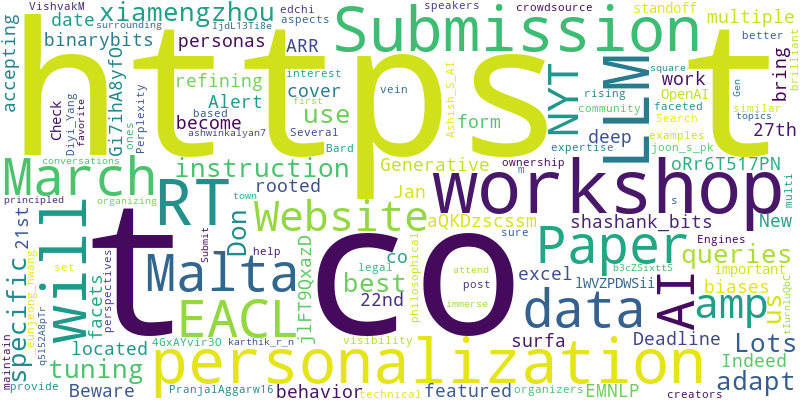 https
t
co
t
workshop
personalization
Submission
LLM
Will
Malta
data
AI
RT
March
EACL
Paper
Website
amp
xiamengzhou
NYT
use
instruction
tuning
specific
Don
adapt
Lots
us
queries
multiple
bring
date
binarybits
personas
accepting
ARR
refining
Alert
cover
become
Gi7ihA8yfO
21st
22nd
27th
Jan
Generative
rooted
aQKDzscssm
shashank_bits
oRr6T517PN
New
deep
work
form
best
co
jlFT9QxazD
facets
located
Beware
behavior
featured
EMNLP
Deadline
Indeed
biases
excel
surfa
lWVZPDWSii
important
VishvakM
surrounding
IjdL13Ti8e
edchi
aspects
crowdsource
speakers
standoff
better
brilliant
Check
favorite
Diyi_Yang
ones
Perplexity
interest
based
first
ashwinkalyan7
Several
Bard
vein
Ashish_S_AI
rising
community
faceted
OpenAI
square
Search
examples
joon_s_pk
Gen
similar
topics
expertise
ownership
m
s
multi
Engines
b3cZSixttS
sure
attend
post
immerse
philosophical
legal
help
town
organizing
conversations
principled
perspectives
set
eunjeong_hwang
maintain
provide
4GxAYvir3O
karthik_r_n
Submit
visibility
technical
organizers
creators
PranjalAggarw16